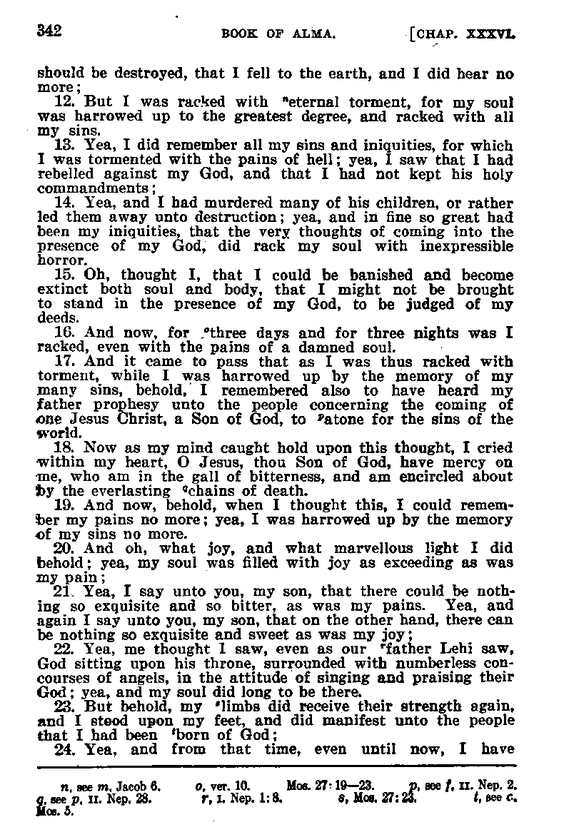 342 BOOK OF ALMA. [CHAP. XXXVI.
should be destroyed, that I fell to the earth, and I did hear no
more;
12. But I was racked with ⁿeternal torment, for my soul
was harrowed up to the greatest degree, and racked with all
my sins.
13. Yea, I did remember all my sins and iniquities, for which
I was tormented with the pains of hell; yea, I saw that I had
rebelled against my God, and that I had not kept his holy
commandments;
14. Yea, and I had murdered many of his children, or rather
led them away unto destruction; yea, and in fine so great had
been my iniquities, that the very thoughts of coming into the
presence of my God, did rack my soul with inexpressible
horror.
15. Oh, thought I, that I could be banished and become
extinct both soul and body, that I might not be brought
to stand in the presence of my God, to be judged of my
deeds.
16. And now, for ᵒthree days and for three nights was I
racked, even with the pains of a damned soul.
17. And it came to pass that as I was thus racked with
torment, while I was harrowed up by the memory of my
many sins, behold, I remembered also to have heard my
father prophesy unto the people concerning the coming of
one Jesus Christ, a Son of God, to ᵖatone for the sins of the
world.
18. Now as my mind caught hold upon this thought, I cried
within my heart, O Jesus, thou Son of God, have mercy on
me, who am in the gall of bitterness, and am encircled about
by the everlasting qchains of death.
19. And now, behold, when I thought this, I could remem-
ber my pains no more; yea, I was harrowed up by the memory
of my sins no more.
20. And oh, what joy, and what marvellous light I did
behold; yea, my soul was filled with joy as exceeding as was
my pain;
21. Yea, I say unto you, my son, that there could be noth-
ing so exquisite and so bitter, as was my pains. Yea, and
again I say unto you, my son, that on the other hand, there can
be nothing so exquisite and sweet as was my joy;
22. Yea, me thought I saw, even as our ʳfather Lehi saw,
God sitting upon his throne, surrounded with numberless con-
courses of angels, in the attitude of singing and praising their
God; yea, and my soul did long to be there.
23. But behold, my ˢlimbs did receive their strength again,
and I stood upon my feet, and did manifest unto the people
that I had been ᵗborn of God;
24. Yea, and from that time, even until now, I have
n, see m, Jacob 6. o, ver. 10. Mos. 27:19—23. p, see f, II. Nep. 2.
q, see p, II. Nep. 28. r, I. Nep. 1:8. s, Mos. 27:23. t, see c.
Mos. 5.